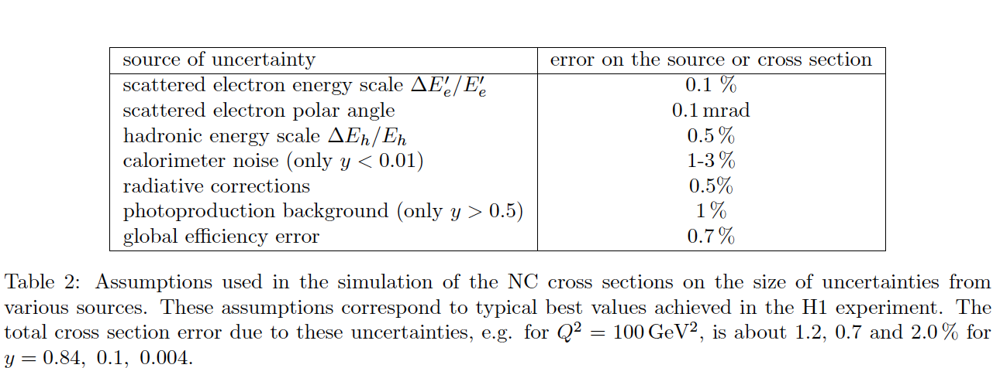 source of uncertainty error on the source or cross section
scattered electron energy scale ΔE′e/E′e 0.1 %
scattered electron polar angle 0.1 mrad
hadronic energy scale ΔEh/Eh 0.5 %
calorimeter noise (only y < 0.01) 1-3 %
radiative corrections 0.5%
photoproduction background (only y > 0.5) 1 %
global efficiency error 0.7 %
Table 2: Assumptions used in the simulation of the NC cross sections on the size of uncertainties from
various sources. These assumptions correspond to typical best values achieved in the H1 experiment. The
total cross section error due to these uncertainties, e.g. for Q² = 100 GeV², is about 1.2, 0.7 and 2.0 % for
y = 0.84, 0.1, 0.004.